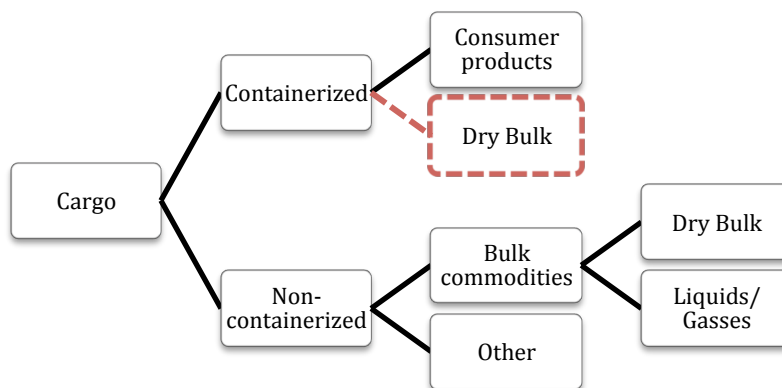 Cargo
Containerized
Consumer
products
Dry Bulk
Non-
containerized
Bulk
commodities
Dry Bulk
Liquids/
Gasses
Other